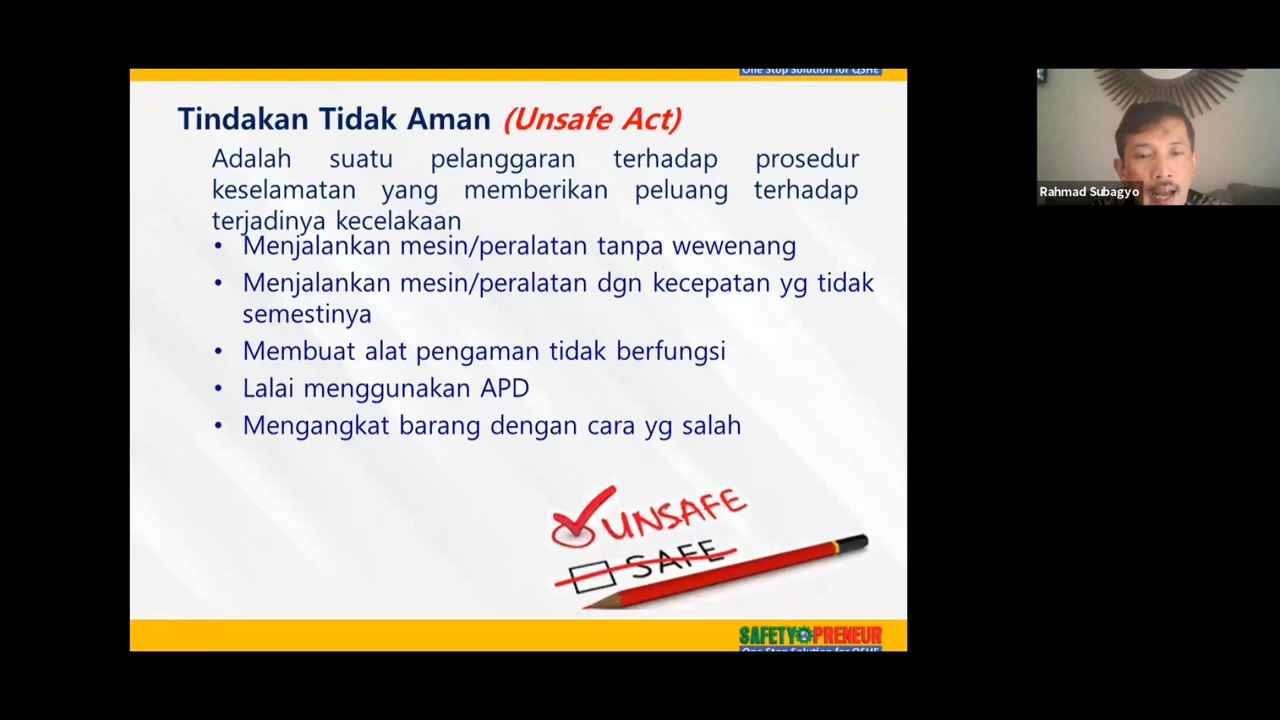 One Stop Solution for QSHE
Tindakan Tidak Aman (Unsafe Act)
Adalah suatu pelanggaran terhadap prosedur
keselamatan yang memberikan peluang terhadap
terjadinya kecelakaan
• Menjalankan mesin/peralatan tanpa wewenang
• Menjalankan mesin/peralatan dgn kecepatan yg tidak
semestinya
• Membuat alat pengaman tidak berfungsi
• Lalai menggunakan APD
• Mengangkat barang dengan cara yg salah
UNSAFE
SAFE
SAFETYPRENEUR
One Stop Solution for QSHE
Rahmad Subagyo